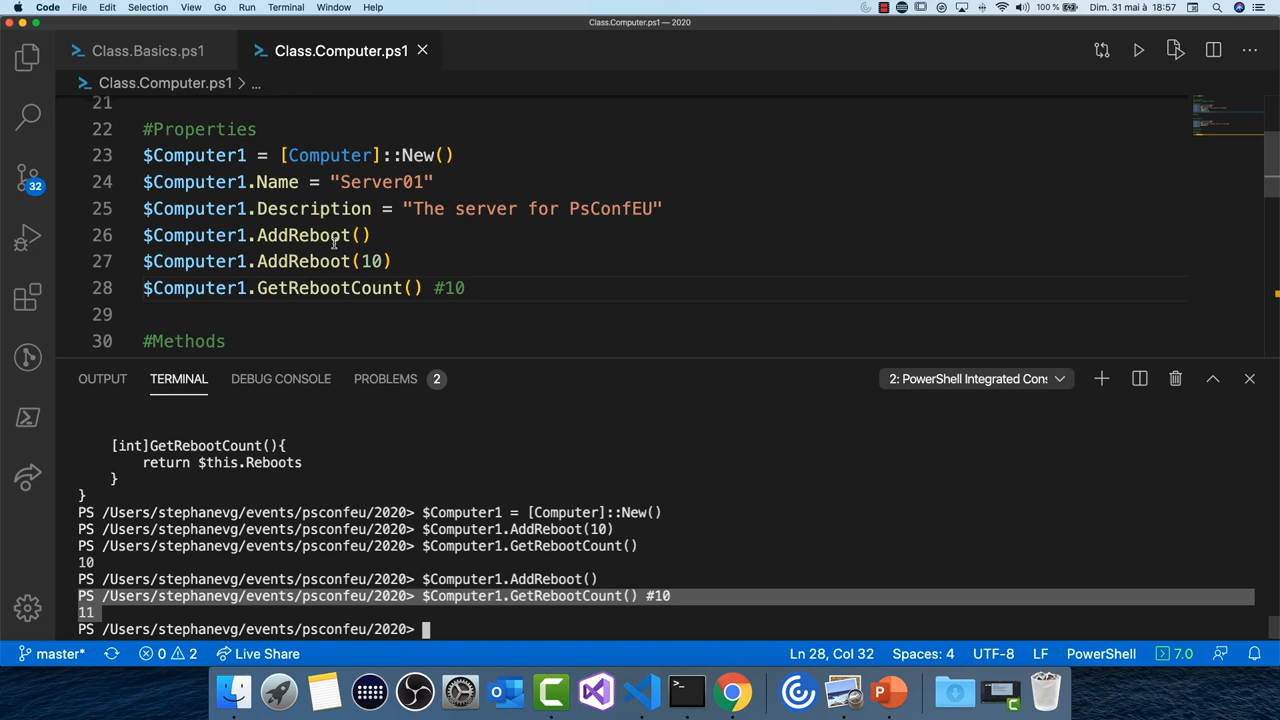 Code File Edit Selection View Go Run Terminal Window Help 100 % Dim. 31 mai à 18:57
Class.Computer.ps1 — 2020
Class.Basics.ps1 Class.Computer.ps1
Class.Computer.ps1 > ...
21
22 #Properties
23 $Computer1 = [Computer]::New()
24 $Computer1.Name = "Server01"
25 $Computer1.Description = "The server for PsConfEU"
26 $Computer1.AddReboot()
27 $Computer1.AddReboot(10)
28 $Computer1.GetRebootCount() #10
29
30 #Methods
32
OUTPUT TERMINAL DEBUG CONSOLE PROBLEMS 2 2: PowerShell Integrated Cons
[int]GetRebootCount(){
return $this.Reboots
}
}
PS /Users/stephanevg/events/psconfeu/2020> $Computer1 = [Computer]::New()
PS /Users/stephanevg/events/psconfeu/2020> $Computer1.AddReboot(10)
PS /Users/stephanevg/events/psconfeu/2020> $Computer1.GetRebootCount()
10
PS /Users/stephanevg/events/psconfeu/2020> $Computer1.AddReboot()
PS /Users/stephanevg/events/psconfeu/2020> $Computer1.GetRebootCount() #10
11
PS /Users/stephanevg/events/psconfeu/2020>
master* 0 2 Live Share Ln 28, Col 32 Spaces: 4 UTF-8 LF PowerShell 7.0